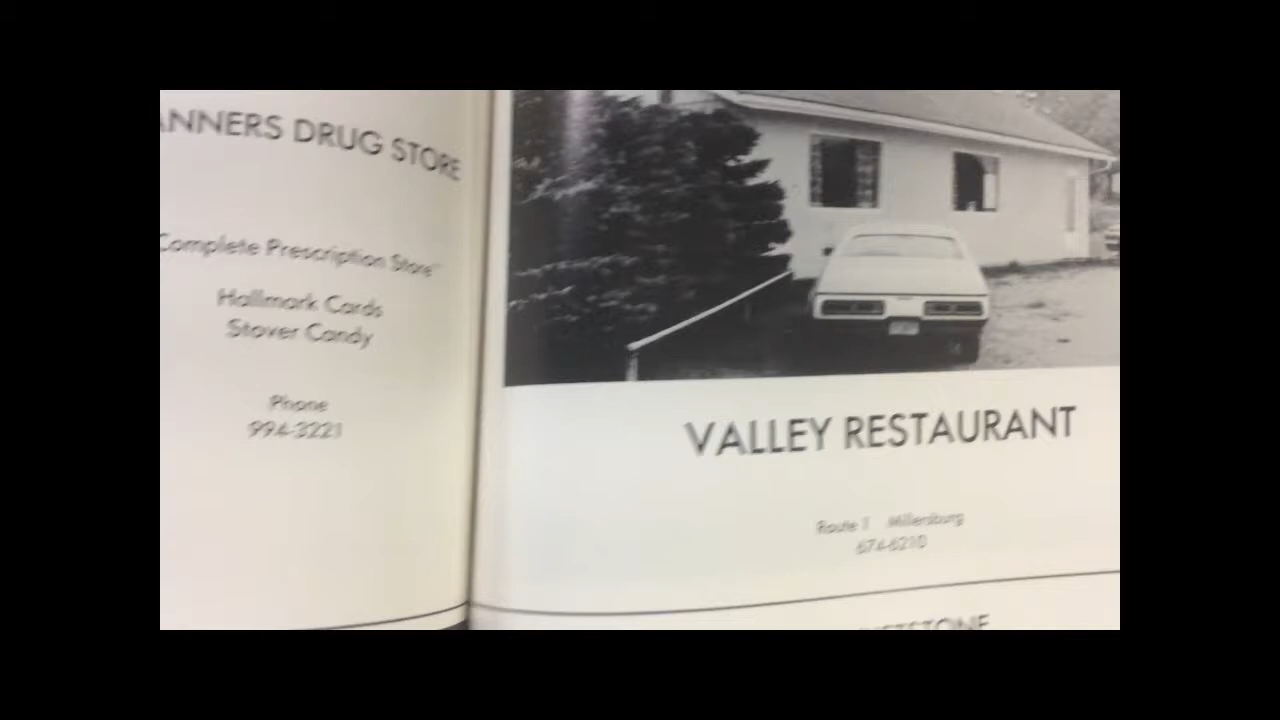 ANNERS DRUG STORE
Complete Prescription Store"
Hallmark Cards
Stover Candy
Phone
994-3221
VALLEY RESTAURANT
Route 1 Millersburg
674-6210